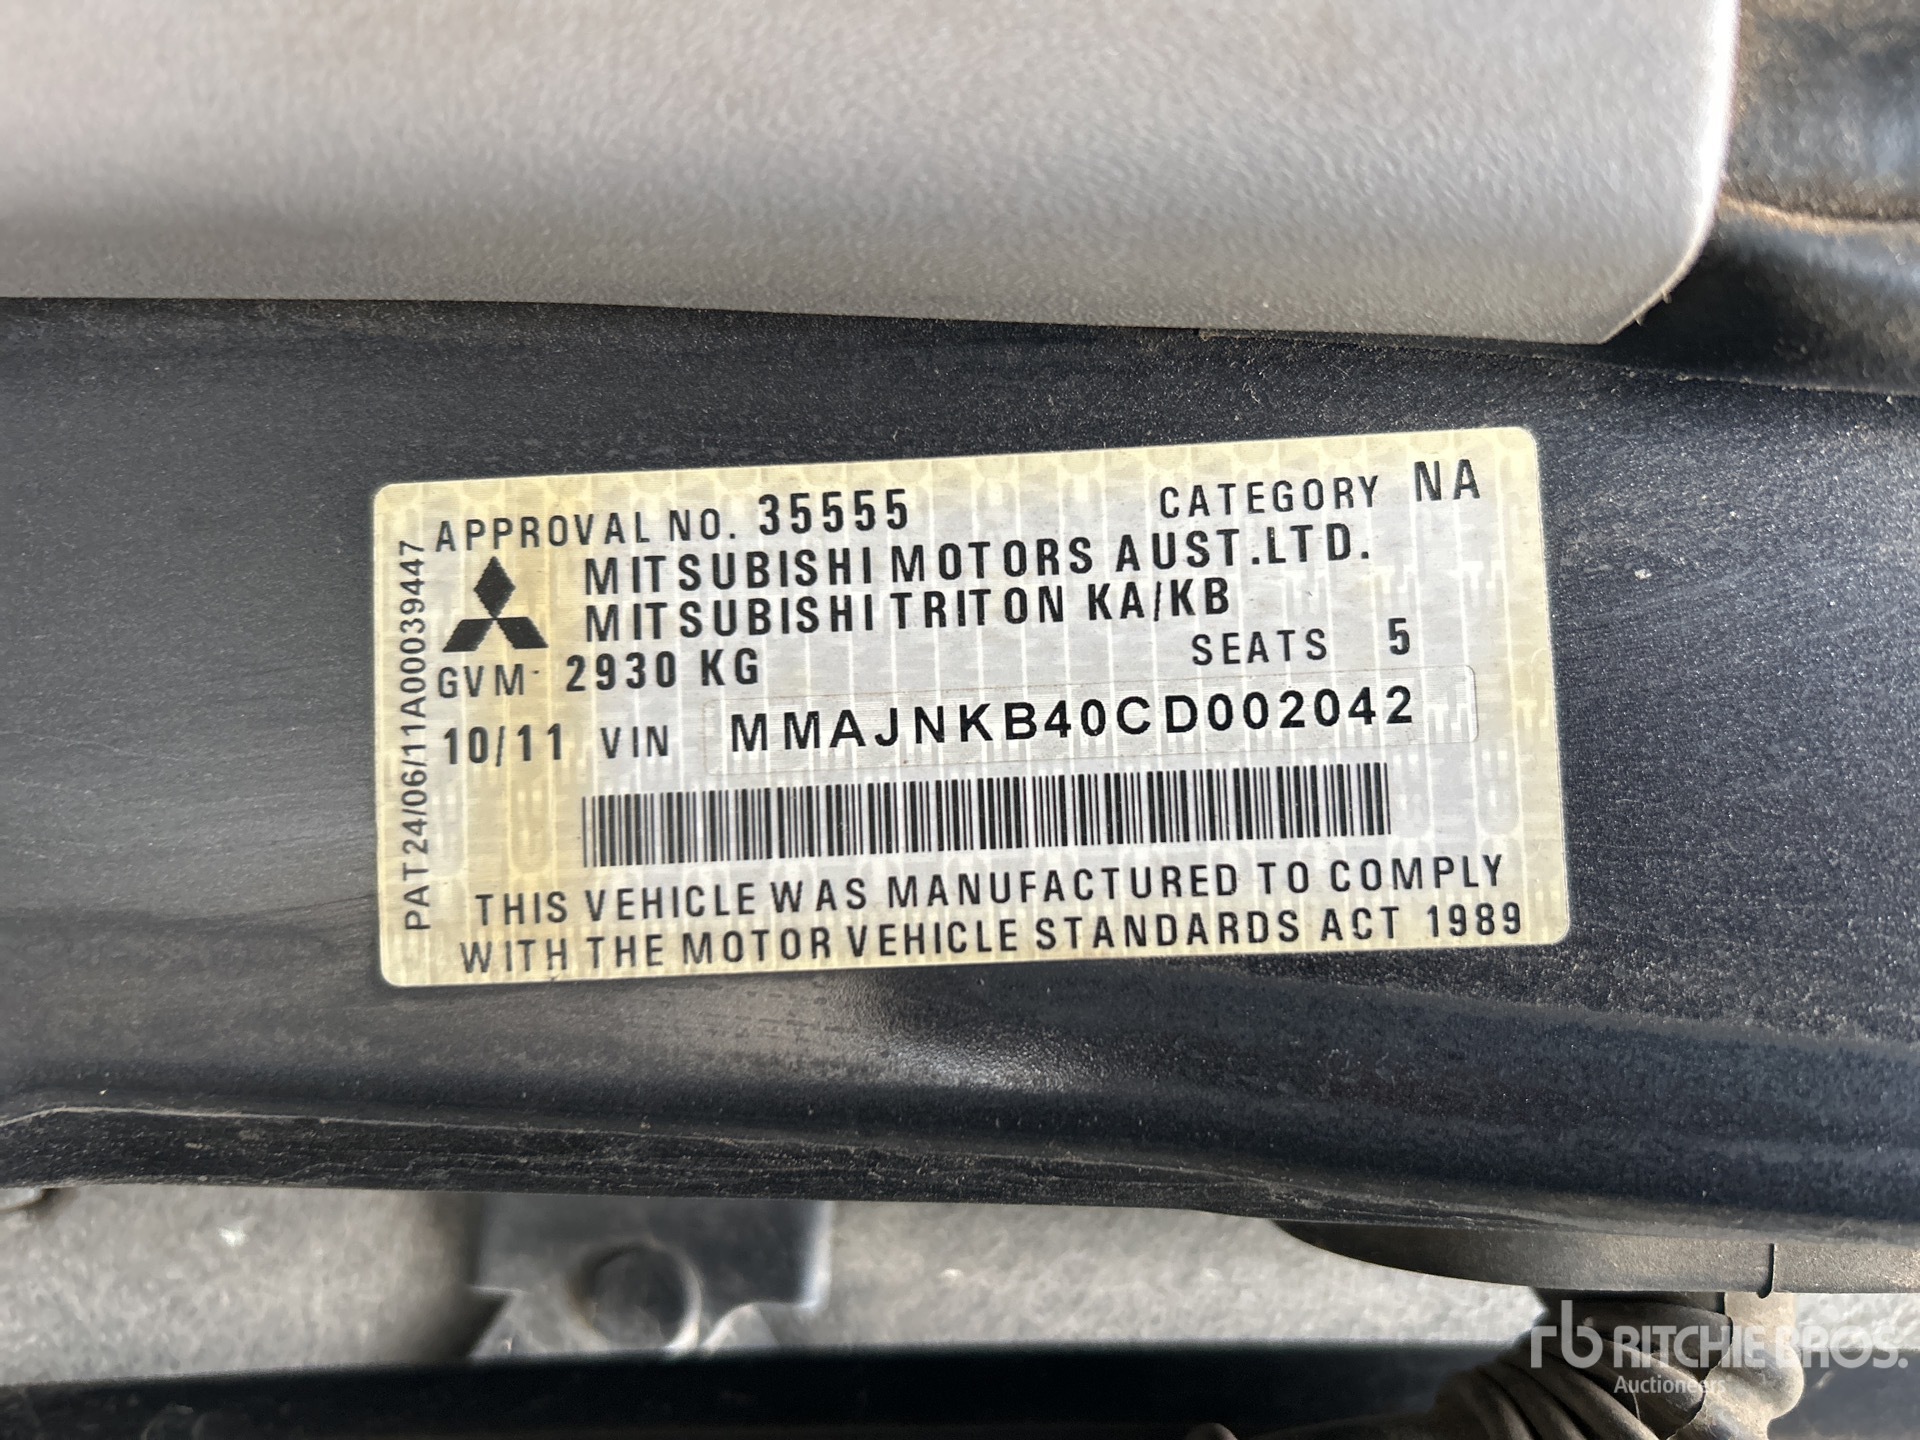 APPROVAL NO. 35555 CATEGORY NA
MITSUBISHI MOTORS AUST.LTD.
MITSUBISHI TRITON KA/KB
GVM 2930 KG SEATS 5
10/11 VIN MMAJNKB40CD002042
THIS VEHICLE WAS MANUFACTURED TO COMPLY
WITH THE MOTOR VEHICLE STANDARDS ACT 1989
PAT24/06/11A00039447
rb RITCHIE BROS.
Auctioneers